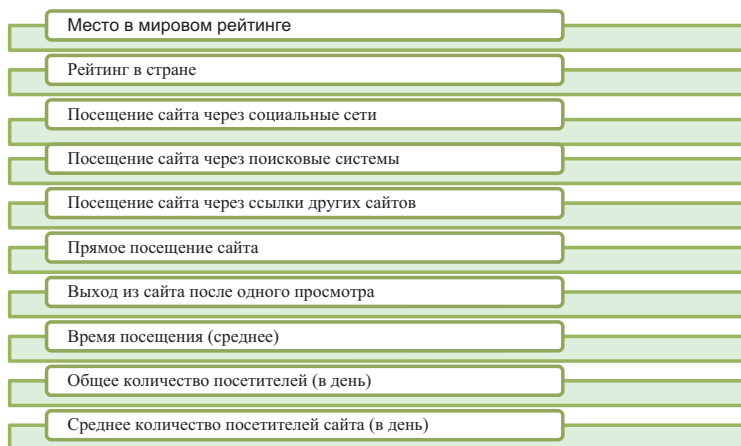 Место в мировом рейтинге
Рейтинг в стране
Посещение сайта через социальные сети
Посещение сайта через поисковые системы
Посещение сайта через ссылки других сайтов
Прямое посещение сайта
Выход из сайта после одного просмотра
Время посещения (среднее)
Общее количество посетителей (в день)
Среднее количество посетителей сайта (в день)